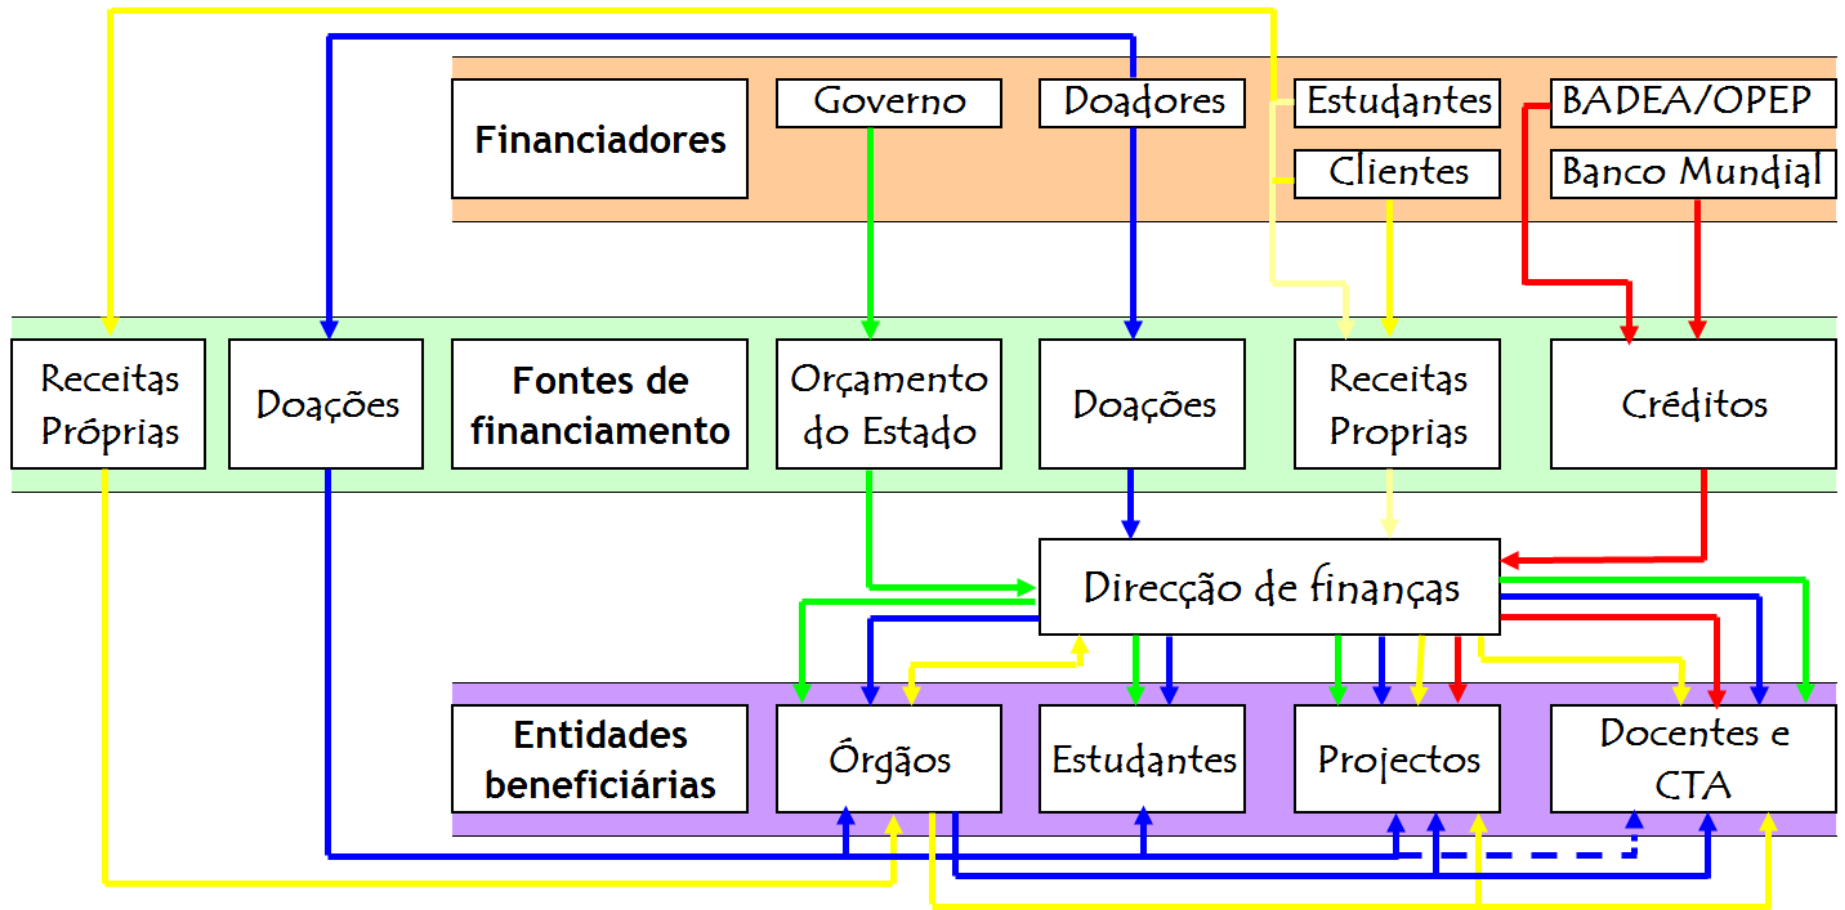 Financiadores
Governo
Doadores
Estudantes
BADEA/OPEP
Clientes
Banco Mundial
Receitas
Próprias
Doações
Fontes de
financiamento
Orçamento
do Estado
Doações
Receitas
Proprias
Créditos
Direcção de finanças
Entidades
beneficiárias
Órgãos
Estudantes
Projectos
Docentes e
CTA